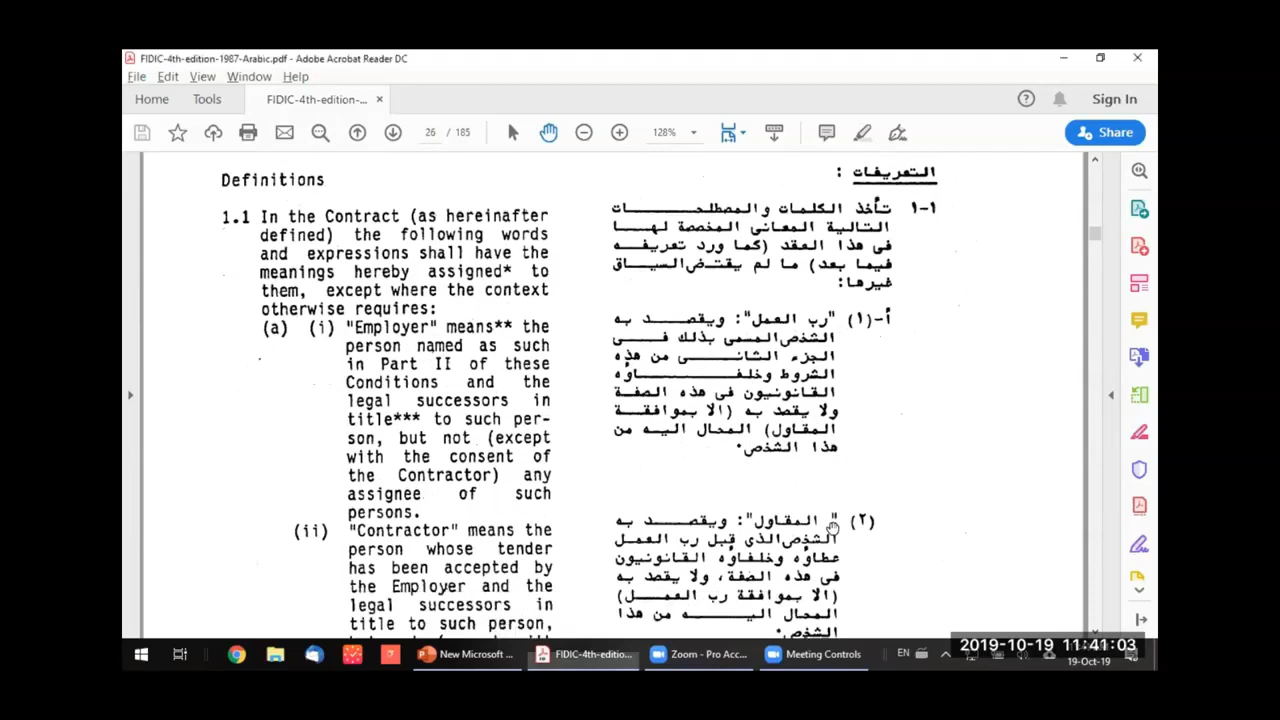 FIDIC-4th-edition-1987-Arabic.pdf - Adobe Acrobat Reader DC
File Edit View Window Help
Home Tools FIDIC-4th-edition-... × Sign In
26 / 185 128% Share
Definitions
1.1 In the Contract (as hereinafter
defined) the following words
and expressions shall have the
meanings hereby assigned* to
them, except where the context
otherwise requires:
(a) (i) "Employer" means** the
person named as such
in Part II of these
Conditions and the
legal successors in
title*** to such per-
son, but not (except
with the consent of
the Contractor) any
assignee of such
persons.
(ii) "Contractor" means the
person whose tender
has been accepted by
the Employer and the
legal successors in
title to such person,
التعريفات :
١-١ تأخذ الكلمات والمصطلحات
التالية المعانى المخصصة لها
فى هذا العقد (كما ورد تعريفه
فيما بعد) ما لم يقتض السياق
غيرها:
أ-(١) "رب العمل": ويقصد به
الشخص المسمى بذلك فى
الجزء الثانى من هذه
الشروط وخلفاؤه
القانونيون فى هذه الصفة
ولا يقصد به (الا بموافقة
المقاول) المحال اليه من
هذا الشخص.
(٢) "المقاول": ويقصد به
الشخص الذى قبل رب العمل
عطاؤه وخلفاؤه القانونيون
فى هذه الصفة، ولا يقصد به
(الا بموافقة رب العمل)
المحال اليه من هذا
الشخص.
New Microsoft ... FIDIC-4th-editio... Zoom - Pro Acc... Meeting Controls EN 2019-10-19 11:41:03
19-Oct-19